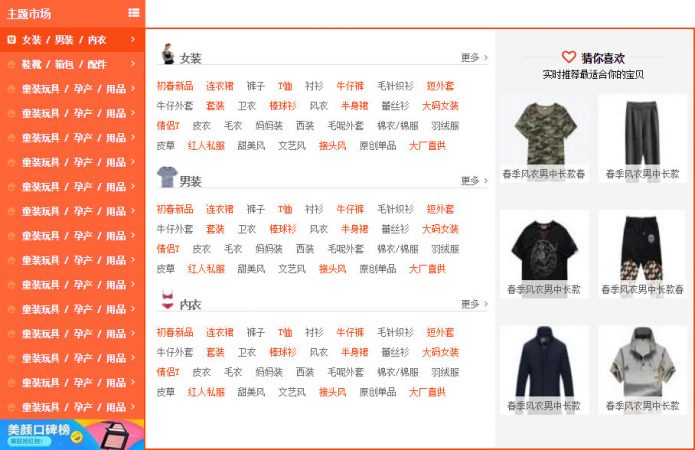 主题市场
女装 / 男装 / 内衣
鞋靴 / 箱包 / 配件
童装玩具 / 孕产 / 用品
童装玩具 / 孕产 / 用品
童装玩具 / 孕产 / 用品
童装玩具 / 孕产 / 用品
童装玩具 / 孕产 / 用品
童装玩具 / 孕产 / 用品
童装玩具 / 孕产 / 用品
童装玩具 / 孕产 / 用品
童装玩具 / 孕产 / 用品
童装玩具 / 孕产 / 用品
童装玩具 / 孕产 / 用品
童装玩具 / 孕产 / 用品
童装玩具 / 孕产 / 用品
童装玩具 / 孕产 / 用品
美颜口碑榜
女装 更多
初春新品 连衣裙 裤子 T恤 衬衫 牛仔裤 毛针织衫 短外套
牛仔外套 套装 卫衣 棒球衫 风衣 半身裙 蕾丝衫 大码女装
情侣T 皮衣 毛衣 妈妈装 西装 毛呢外套 棉衣/棉服 羽绒服
皮草 红人私服 甜美风 文艺风 接头风 原创单品 大厂直供
男装 更多
初春新品 连衣裙 裤子 T恤 衬衫 牛仔裤 毛针织衫 短外套
牛仔外套 套装 卫衣 棒球衫 风衣 半身裙 蕾丝衫 大码女装
情侣T 皮衣 毛衣 妈妈装 西装 毛呢外套 棉衣/棉服 羽绒服
皮草 红人私服 甜美风 文艺风 接头风 原创单品 大厂直供
内衣 更多
初春新品 连衣裙 裤子 T恤 衬衫 牛仔裤 毛针织衫 短外套
牛仔外套 套装 卫衣 棒球衫 风衣 半身裙 蕾丝衫 大码女装
情侣T 皮衣 毛衣 妈妈装 西装 毛呢外套 棉衣/棉服 羽绒服
皮草 红人私服 甜美风 文艺风 接头风 原创单品 大厂直供
猜你喜欢
实时推荐最适合你的宝贝
春季风衣男中长款春
春季风衣男中长款
春季风衣男中长款
春季风衣男中长款春
春季风衣男中长款
春季风衣男中长款